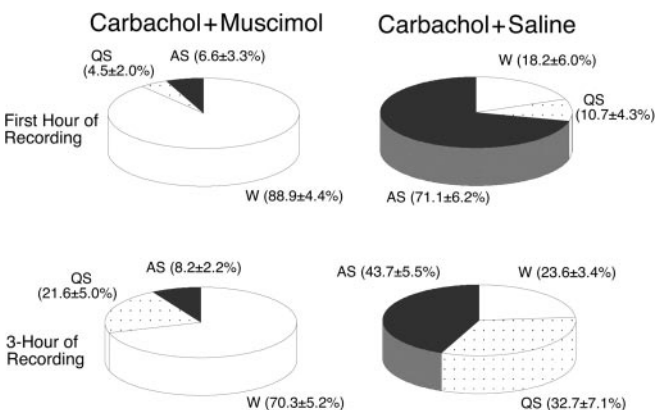 Carbachol+Muscimol
Carbachol+Saline
QS
(4.5±2.0%)
AS (6.6±3.3%)
W (18.2±6.0%)
QS
(10.7±4.3%)
First Hour of
Recording
W (88.9±4.4%)
AS (71.1±6.2%)
QS
(21.6±5.0%)
AS (8.2±2.2%)
AS (43.7±5.5%)
W (23.6±3.4%)
3-Hour of
Recording
W (70.3±5.2%)
QS (32.7±7.1%)